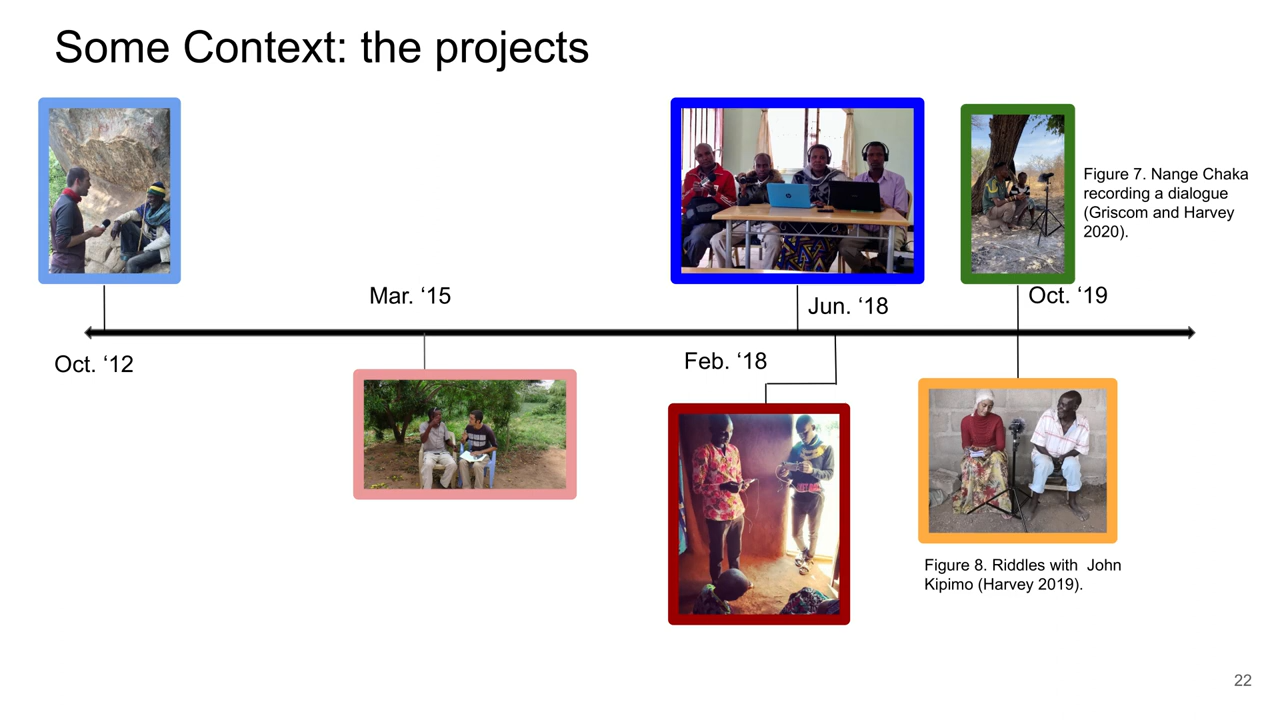 Some Context: the projects
Figure 7. Nange Chaka
recording a dialogue
(Griscom and Harvey
2020).
Mar. ‘15
Jun. ‘18
Oct. ‘19
Oct. ‘12
Feb. ‘18
Figure 8. Riddles with  John
Kipimo (Harvey 2019).
22